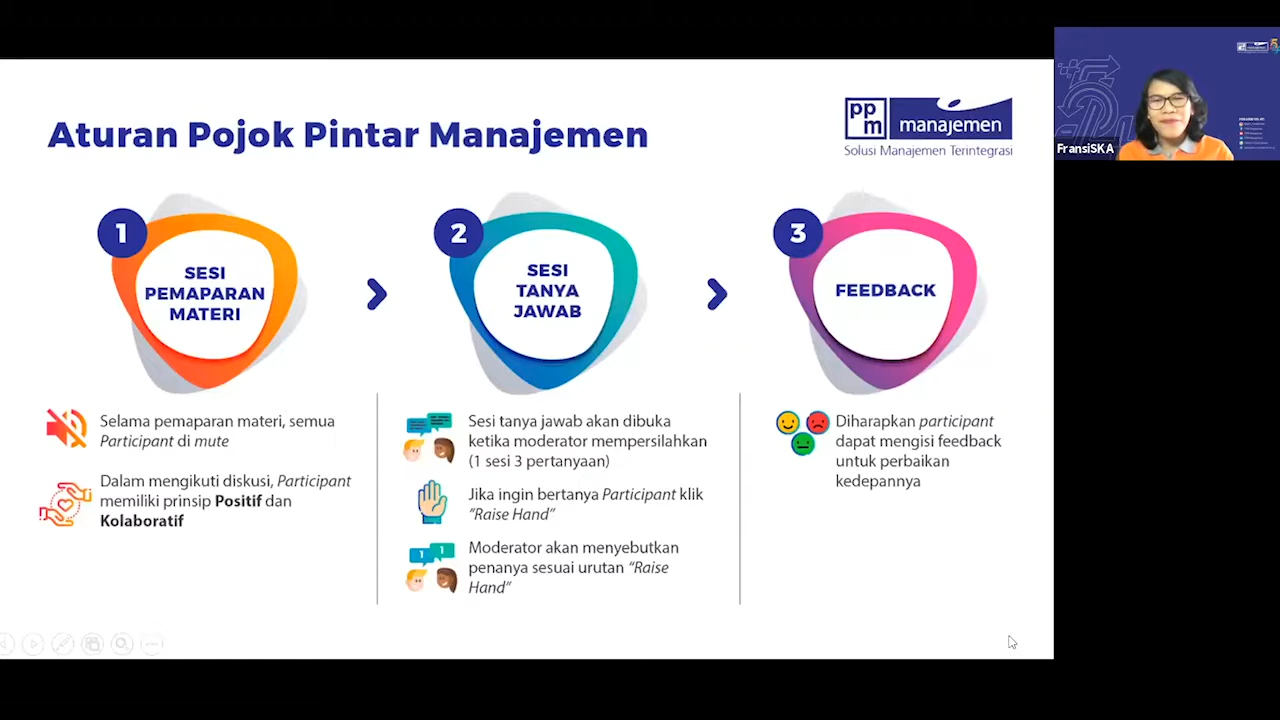 Aturan Pojok Pintar Manajemen
pp
m
manajemen
Solusi Manajemen Terintegrasi
FransiSKA
1
SESI
PEMAPARAN
MATERI
2
SESI
TANYA
JAWAB
3
FEEDBACK
Selama pemaparan materi, semua
Participant di mute
Dalam mengikuti diskusi, Participant
memiliki prinsip Positif dan
Kolaboratif
Sesi tanya jawab akan dibuka
ketika moderator mempersilahkan
(1 sesi 3 pertanyaan)
Jika ingin bertanya Participant klik
“Raise Hand”
1 1
Moderator akan menyebutkan
penanya sesuai urutan “Raise
Hand”
Diharapkan participant
dapat mengisi feedback
untuk perbaikan
kedepannya